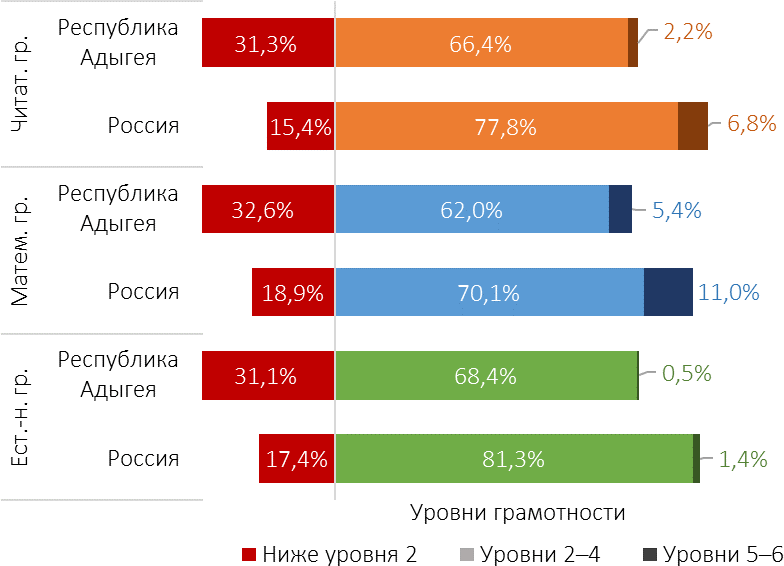 Читат. гр.
Республика
Адыгея
31,3%
66,4%
2,2%
Россия
15,4%
77,8%
6,8%
Матем. гр.
Республика
Адыгея
32,6%
62,0%
5,4%
Россия
18,9%
70,1%
11,0%
Ест.-н. гр.
Республика
Адыгея
31,1%
68,4%
0,5%
Россия
17,4%
81,3%
1,4%
Уровни грамотности
Ниже уровня 2
Уровни 2–4
Уровни 5–6